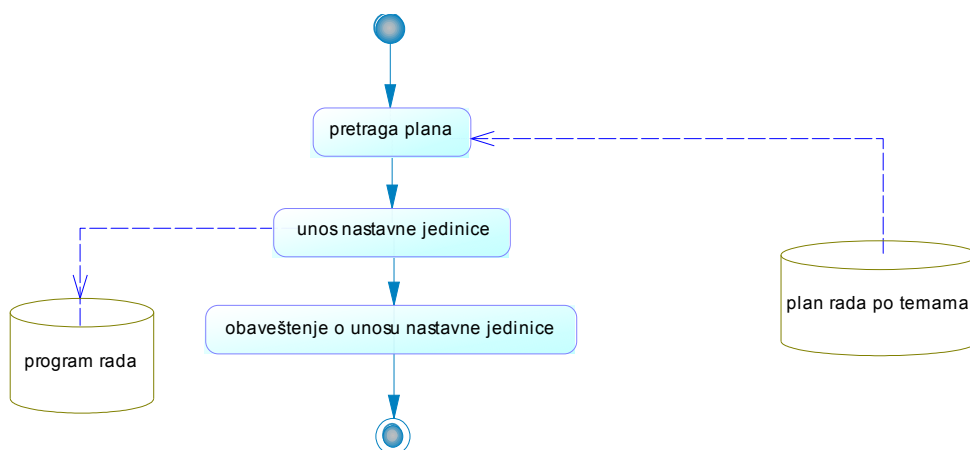 pretraga plana
unos nastavne jedinice
plan rada po temama
obaveštenje o unosu nastavne jedinice
program rada